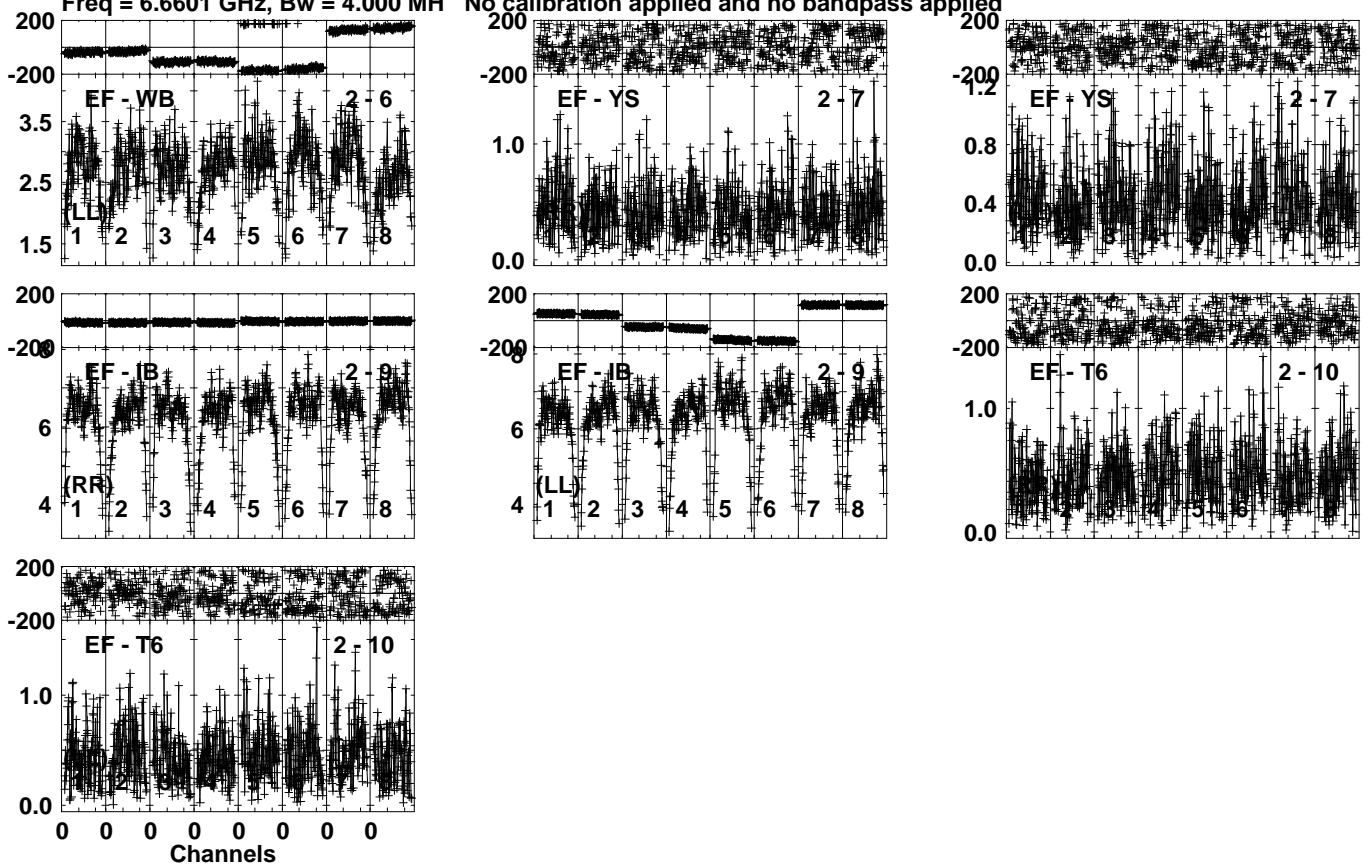 Freq = 6.6601 GHz, Bw = 4.000 MH No calibration applied and no bandpass applied
200
-200
EF - WB 2 - 6
3.5
2.5
1.5
(LL)
1 2 3 4 5 6 7 8
200
-200
EF - YS 2 - 7
1.0
0.0
200
-200
1.2
EF - YS 2 - 7
0.8
0.4
0.0
200
-200
8
EF - IB 2 - 9
6
4
(RR)
1 2 3 4 5 6 7 8
200
-200
8
EF - IB 2 - 9
6
4
(LL)
1 2 3 4 5 6 7 8
200
-200
EF - T6 2 - 10
1.0
0.0
200
-200
EF - T6 2 - 10
1.0
0.0
0 0 0 0 0 0 0 0
Channels